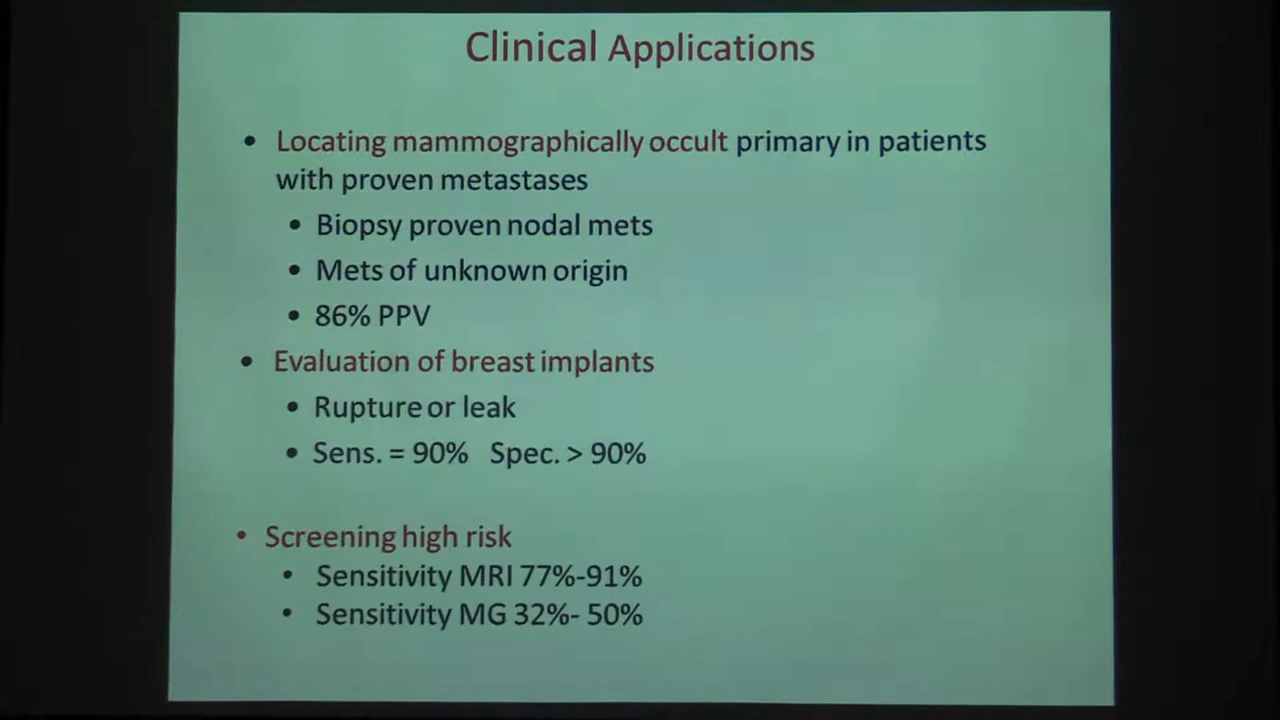 Clinical Applications
• Locating mammographically occult primary in patients
with proven metastases
• Biopsy proven nodal mets
• Mets of unknown origin
• 86% PPV
• Evaluation of breast implants
• Rupture or leak
• Sens. = 90% Spec. > 90%
• Screening high risk
• Sensitivity MRI 77%-91%
• Sensitivity MG 32%- 50%